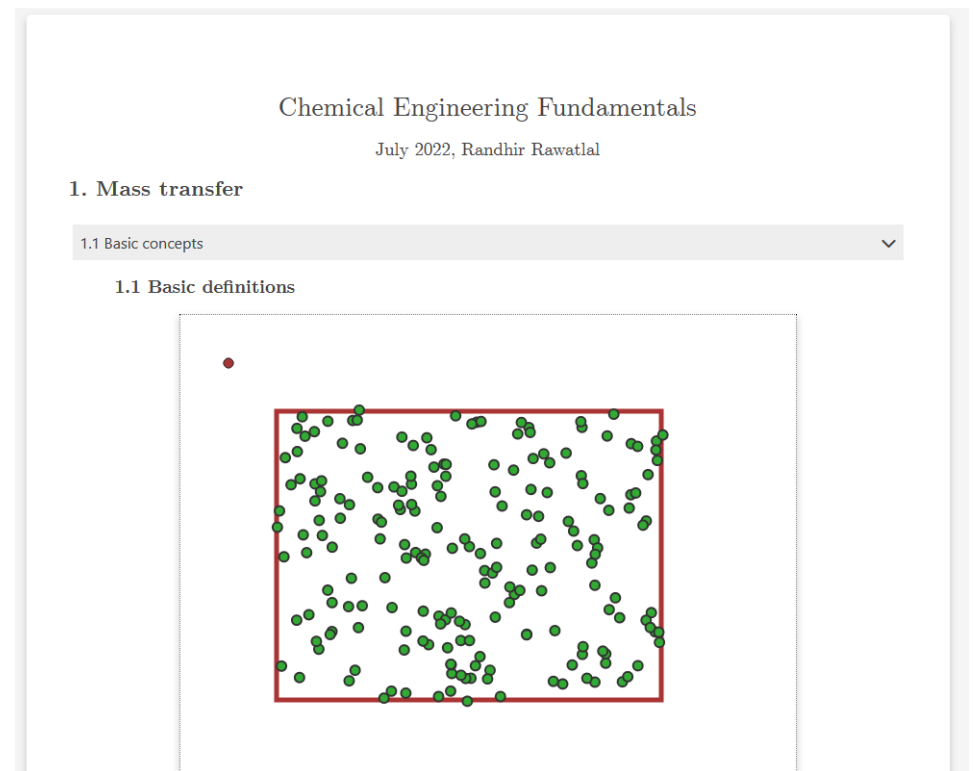 Chemical Engineering Fundamentals
July 2022, Randhir Rawatlal
1. Mass transfer
1.1 Basic concepts
1.1 Basic definitions